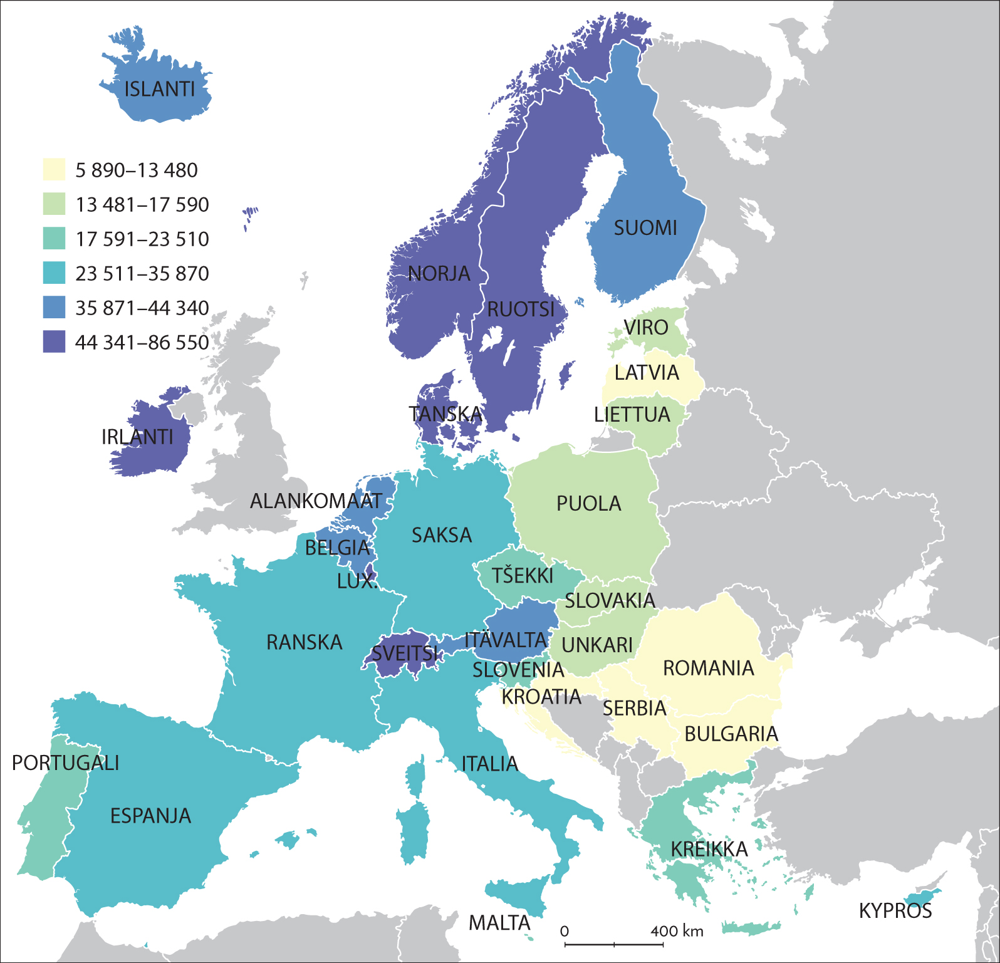 ISLANTI
5 890–13 480
13 481–17 590
17 591–23 510
23 511–35 870
35 871–44 340
44 341–86 550
SUOMI
NORJA
RUOTSI
VIRO
LATVIA
TANSKA
LIETTUA
IRLANTI
ALANKOMAAT
PUOLA
SAKSA
BELGIA
TŠEKKI
LUX.
SLOVAKIA
RANSKA
ITÄVALTA
UNKARI
SVEITSI
SLOVENIA
ROMANIA
KROATIA
SERBIA
BULGARIA
PORTUGALI
ITALIA
ESPANJA
KREIKKA
KYPROS
MALTA
0 400 km